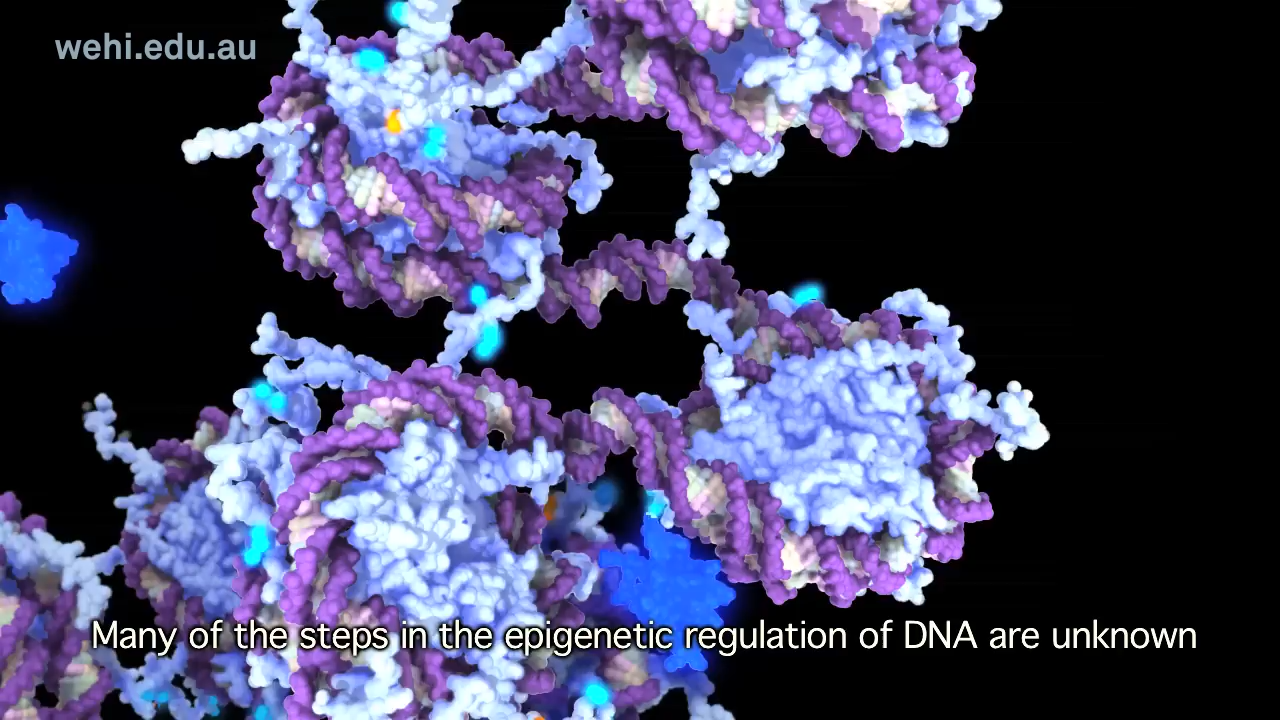 wehi.edu.au
Many of the steps in the epigenetic regulation of DNA are unknown